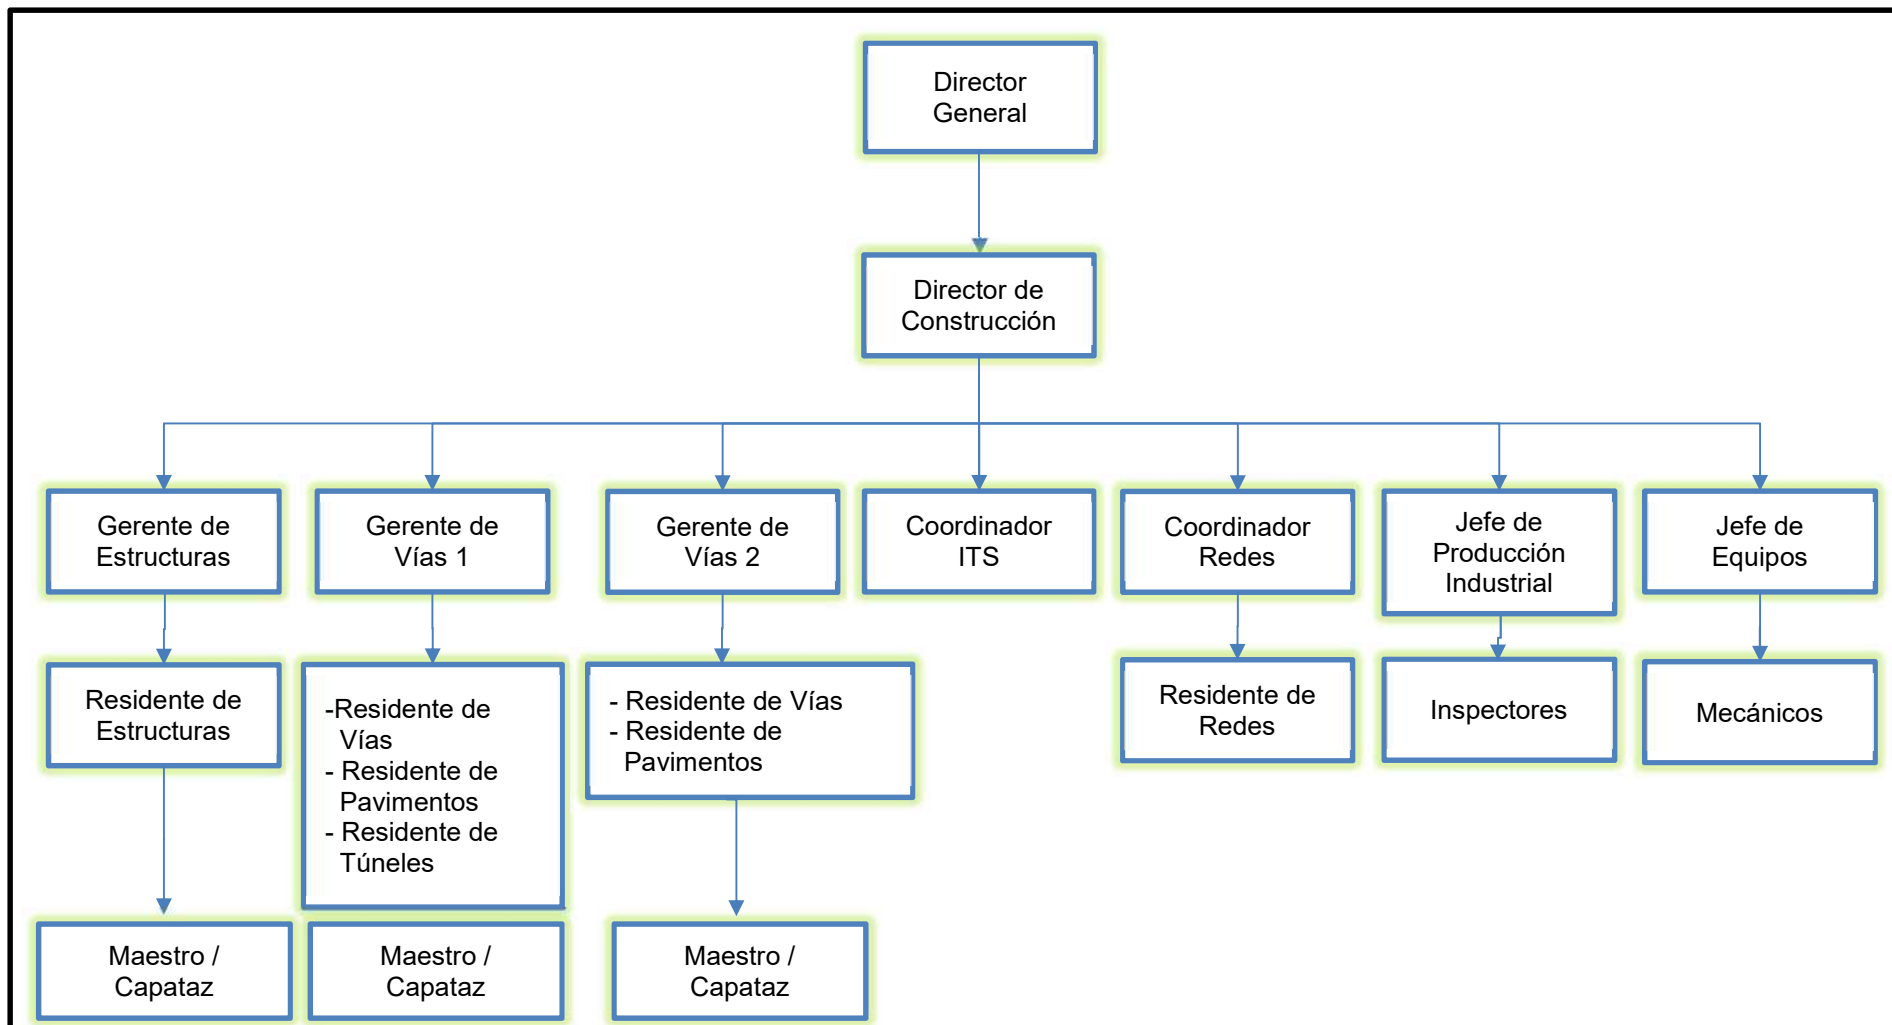 Director
General
Director de
Construcción
Gerente de
Estructuras
Gerente de
Vías 1
Gerente de
Vías 2
Coordinador
ITS
Coordinador
Redes
Jefe de
Producción
Industrial
Jefe de
Equipos
Residente de
Estructuras
-Residente de
Vías
- Residente de
Pavimentos
- Residente de
Túneles
- Residente de Vías
- Residente de
Pavimentos
Residente de
Redes
Inspectores
Mecánicos
Maestro /
Capataz
Maestro /
Capataz
Maestro /
Capataz